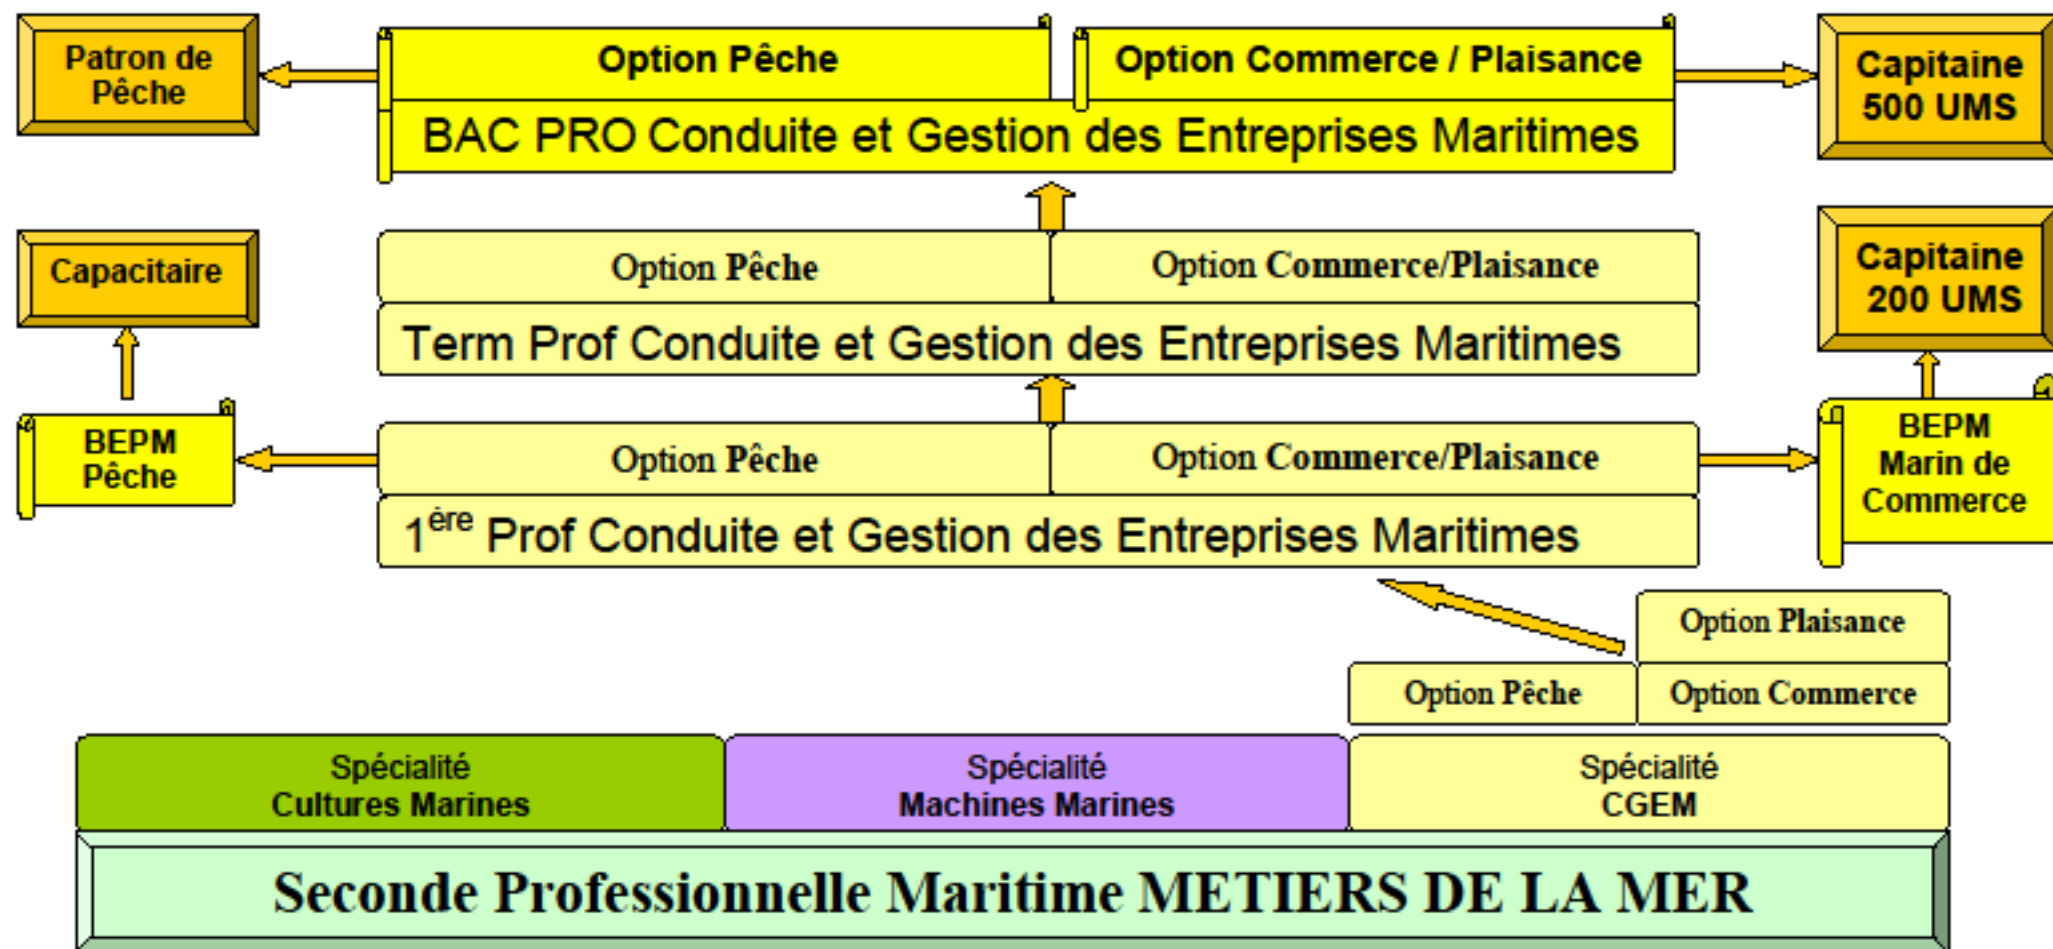 Patron de
Pêche
Option Pêche
Option Commerce / Plaisance
Capitaine
500 UMS
BAC PRO Conduite et Gestion des Entreprises Maritimes
Capacitaire
Option Pêche
Option Commerce/Plaisance
Capitaine
200 UMS
Term Prof Conduite et Gestion des Entreprises Maritimes
BEPM
Pêche
Option Pêche
Option Commerce/Plaisance
BEPM
Marin de
Commerce
1ère Prof Conduite et Gestion des Entreprises Maritimes
Option Plaisance
Option Pêche
Option Commerce
Spécialité
Cultures Marines
Spécialité
Machines Marines
Spécialité
CGEM
Seconde Professionnelle Maritime METIERS DE LA MER